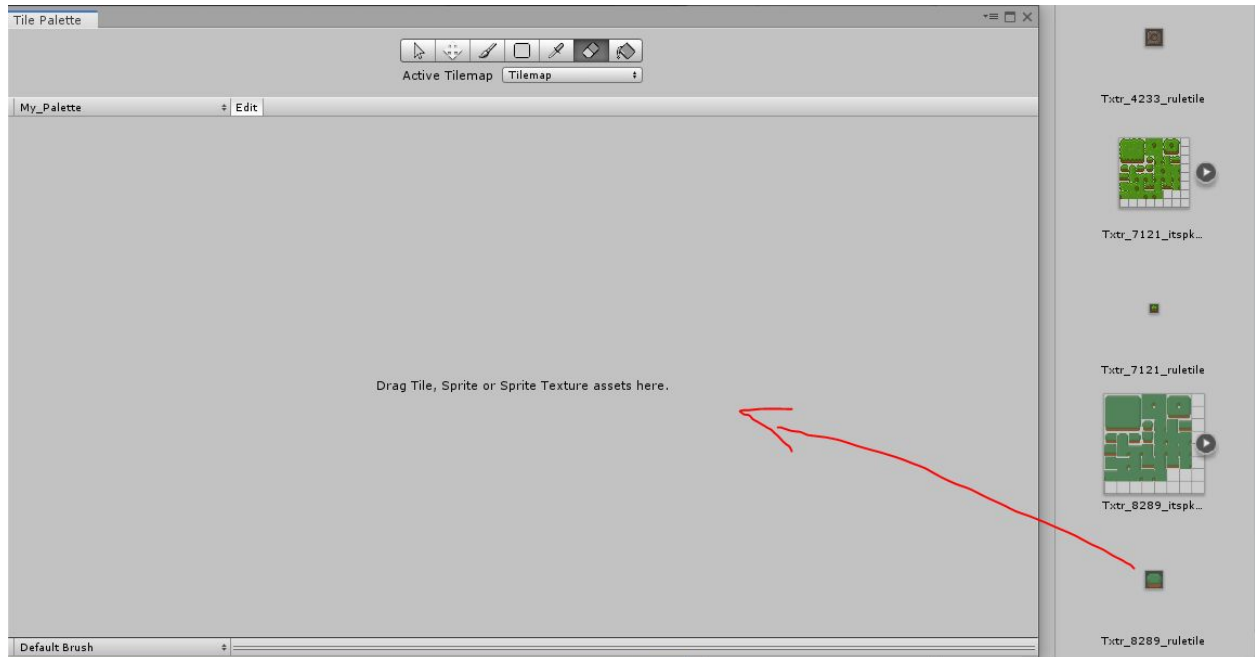 Tile Palette
Active Tilemap Tilemap
My_Palette Edit
Drag Tile, Sprite or Sprite Texture assets here.
Default Brush
Txtr_4233_ruletile
Txtr_7121_itspk...
Txtr_7121_ruletile
Txtr_8289_itspk...
Txtr_8289_ruletile